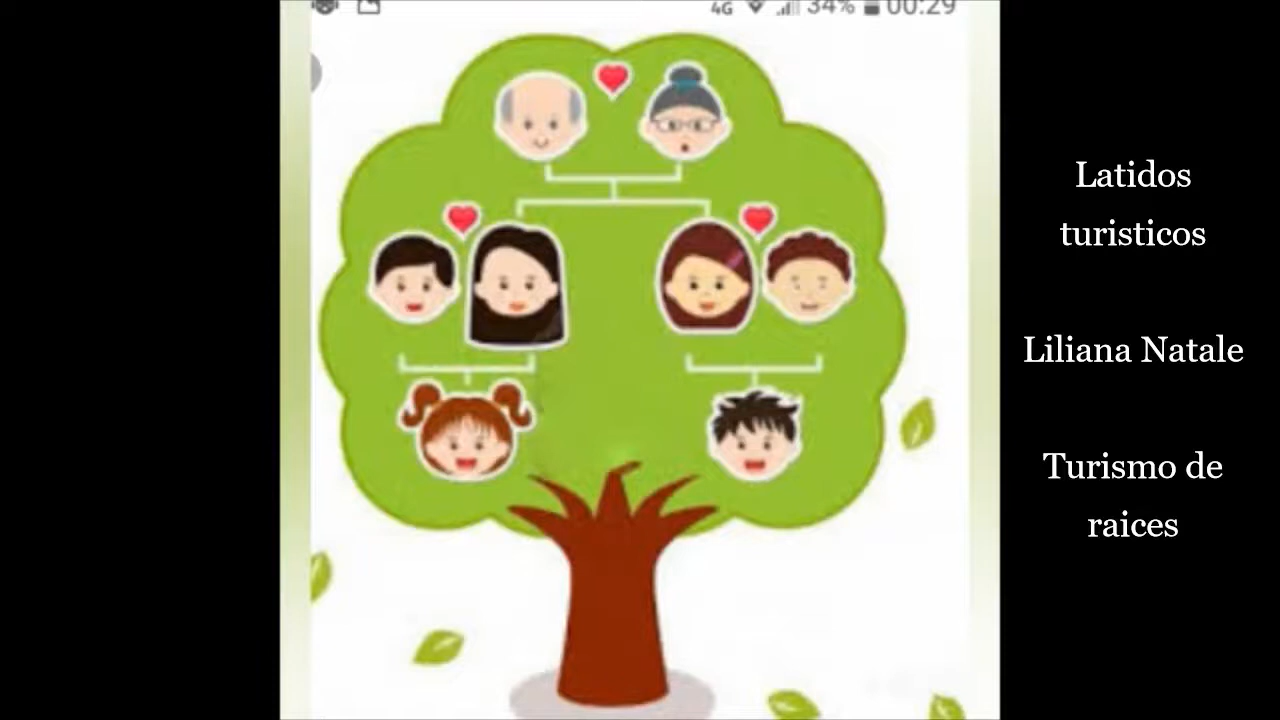 4G 34% 00:29
Latidos
turisticos
Liliana Natale
Turismo de
raices